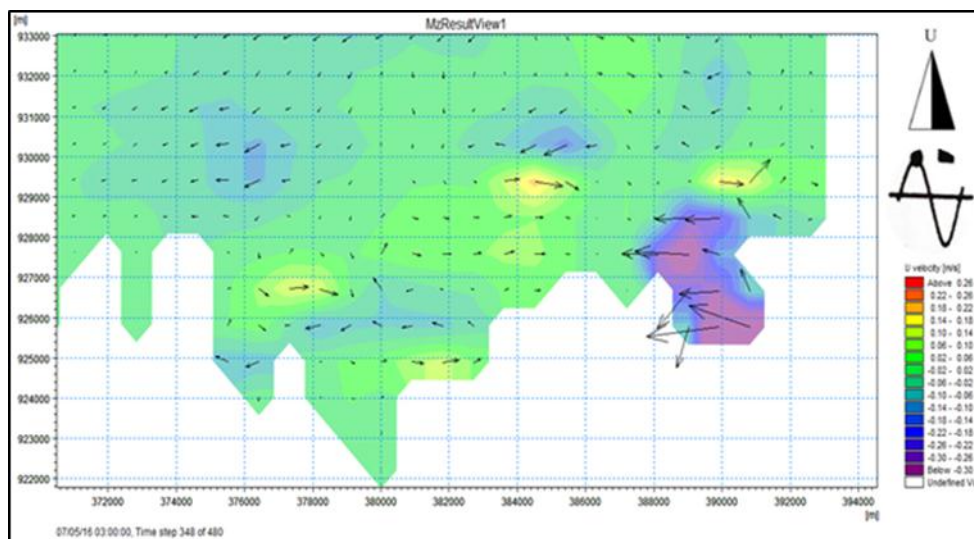 [m]
MzResultView1
933000
932000
931000
930000
929000
928000
927000
926000
925000
924000
923000
922000
372000 374000 376000 378000 380000 382000 384000 386000 388000 390000 392000 394000
[m]
07/05/16 03:00:00, Time step 348 of 480
U
U velocity [m/s]
Above 0.26
0.22 - 0.26
0.18 - 0.22
0.14 - 0.18
0.10 - 0.14
0.06 - 0.10
0.02 - 0.06
-0.02 - 0.02
-0.06 - -0.02
-0.10 - -0.06
-0.14 - -0.10
-0.18 - -0.14
-0.22 - -0.18
-0.26 - -0.22
-0.30 - -0.26
Below -0.30
Undefined Va